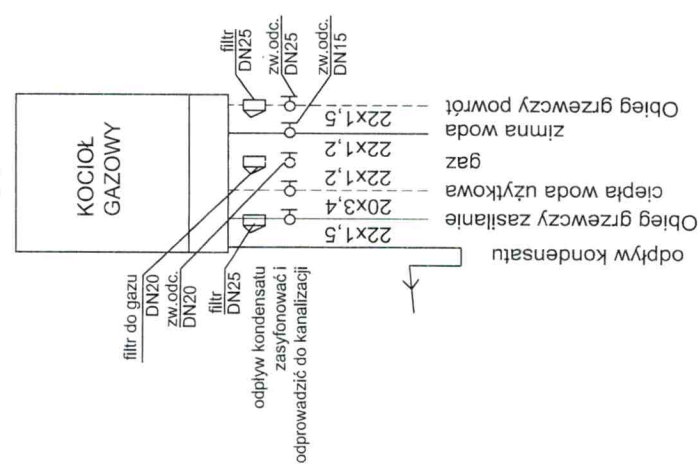 KOCIOŁ
GAZOWY
filtr
DN25
zw.odc.
DN25
zw.odc.
DN15
filtr do gazu
DN20
zw.odc.
DN20
filtr
DN25
odpływ kondensatu
zasyfonować i
odprowadzić do kanalizacji
22x1,5
22x1,2
22x1,2
20x3,4
22x1,5
Obieg grzewczy powrót
zimna woda
gaz
ciepła woda użytkowa
Obieg grzewczy zasilanie
odpływ kondensatu